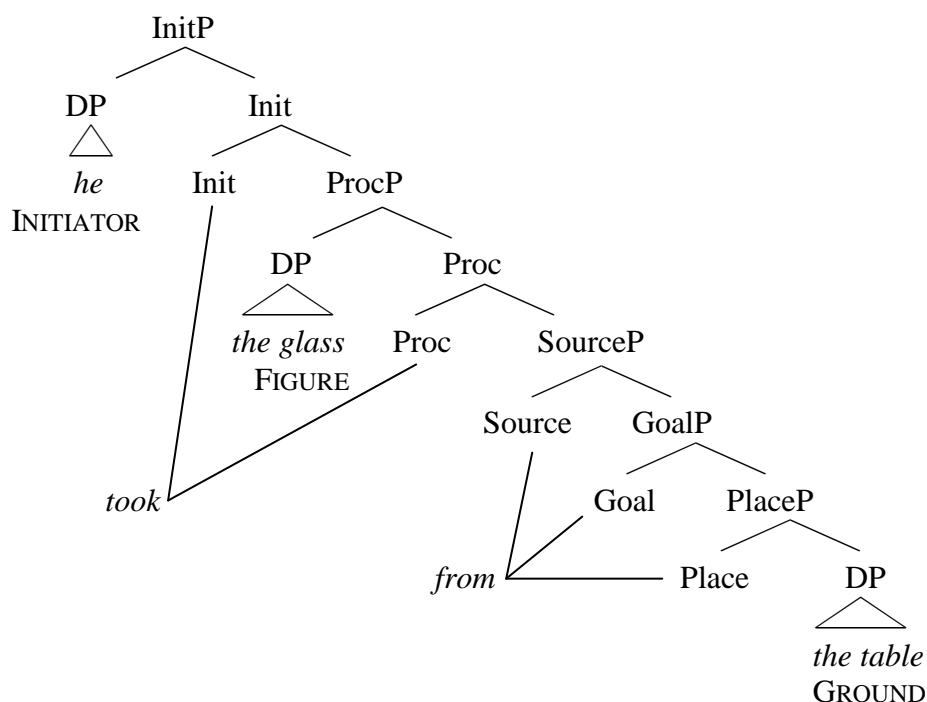 InitP
DP Init
he Init ProcP
INITIATOR
DP Proc
the glass Proc SourceP
FIGURE
Source GoalP
took Goal PlaceP
from Place DP
the table
GROUND